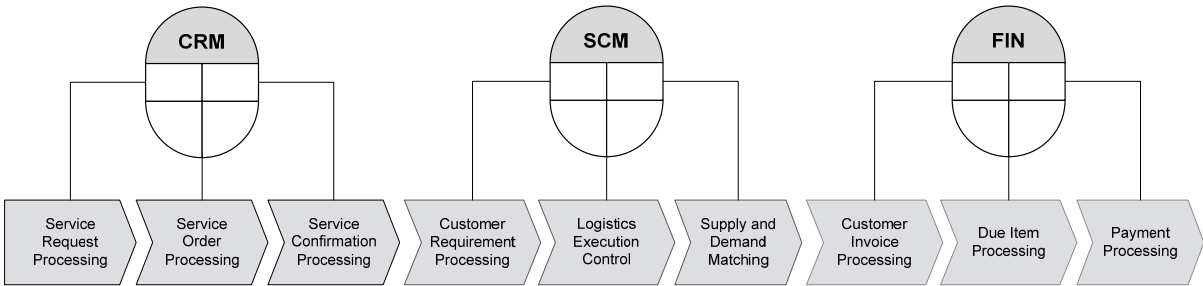 CRM
SCM
FIN
Service
Request
Processing
Service
Order
Processing
Service
Confirmation
Processing
Customer
Requirement
Processing
Logistics
Execution
Control
Supply and
Demand
Matching
Customer
Invoice
Processing
Due Item
Processing
Payment
Processing